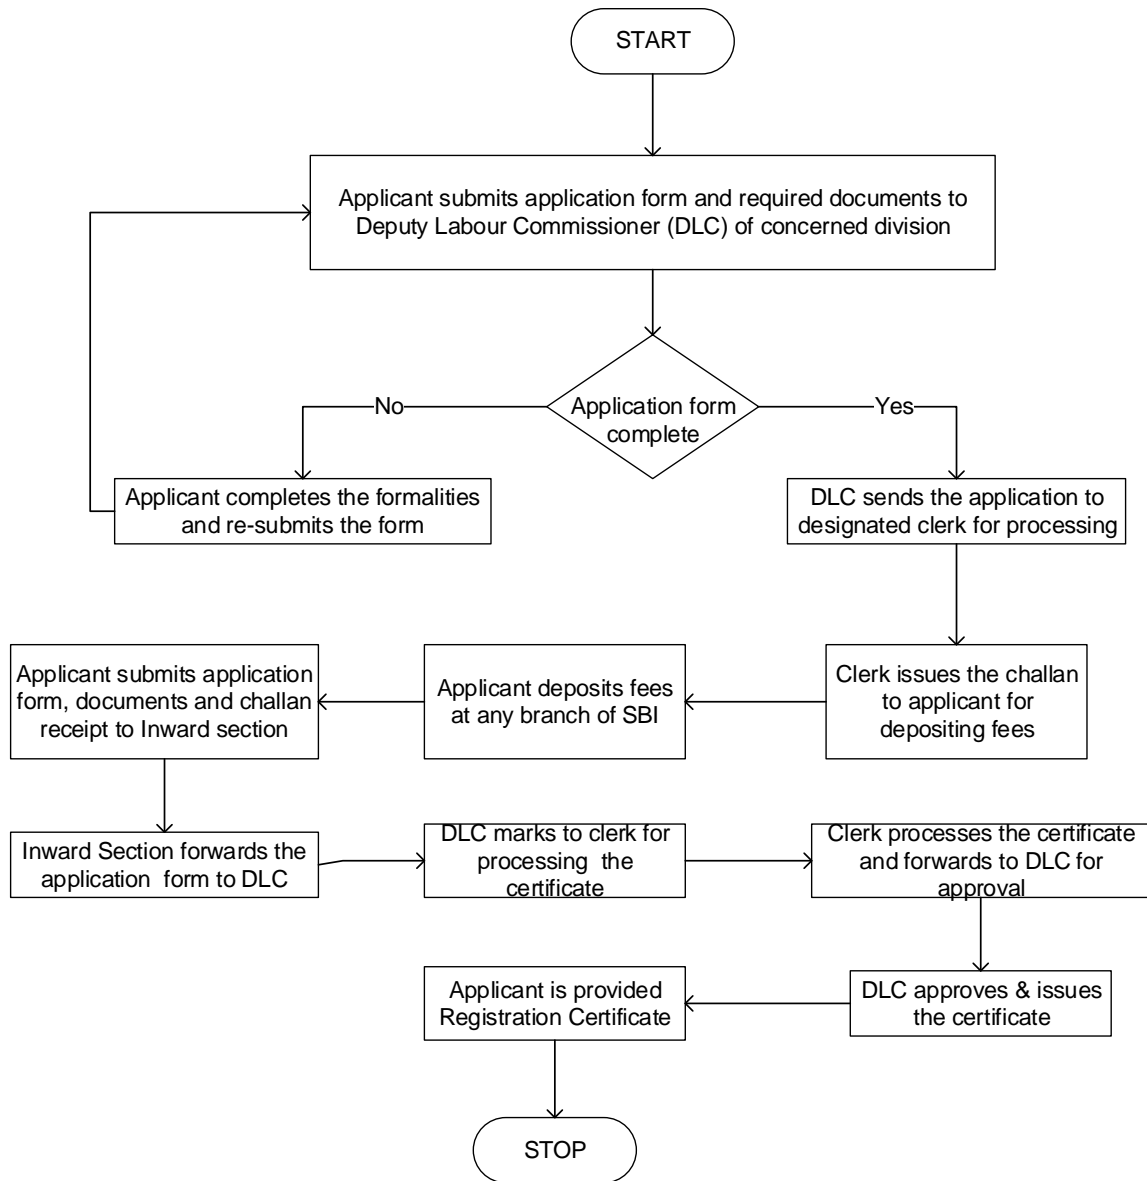 START
Applicant submits application form and required documents to
Deputy Labour Commissioner (DLC) of concerned division
Application form
complete
No
Yes
Applicant completes the formalities
and re-submits the form
DLC sends the application to
designated clerk for processing
Applicant submits application
form, documents and challan
receipt to Inward section
Applicant deposits fees
at any branch of SBI
Clerk issues the challan
to applicant for
depositing fees
Inward Section forwards the
application form to DLC
DLC marks to clerk for
processing the
certificate
Clerk processes the certificate
and forwards to DLC for
approval
Applicant is provided
Registration Certificate
DLC approves & issues
the certificate
STOP